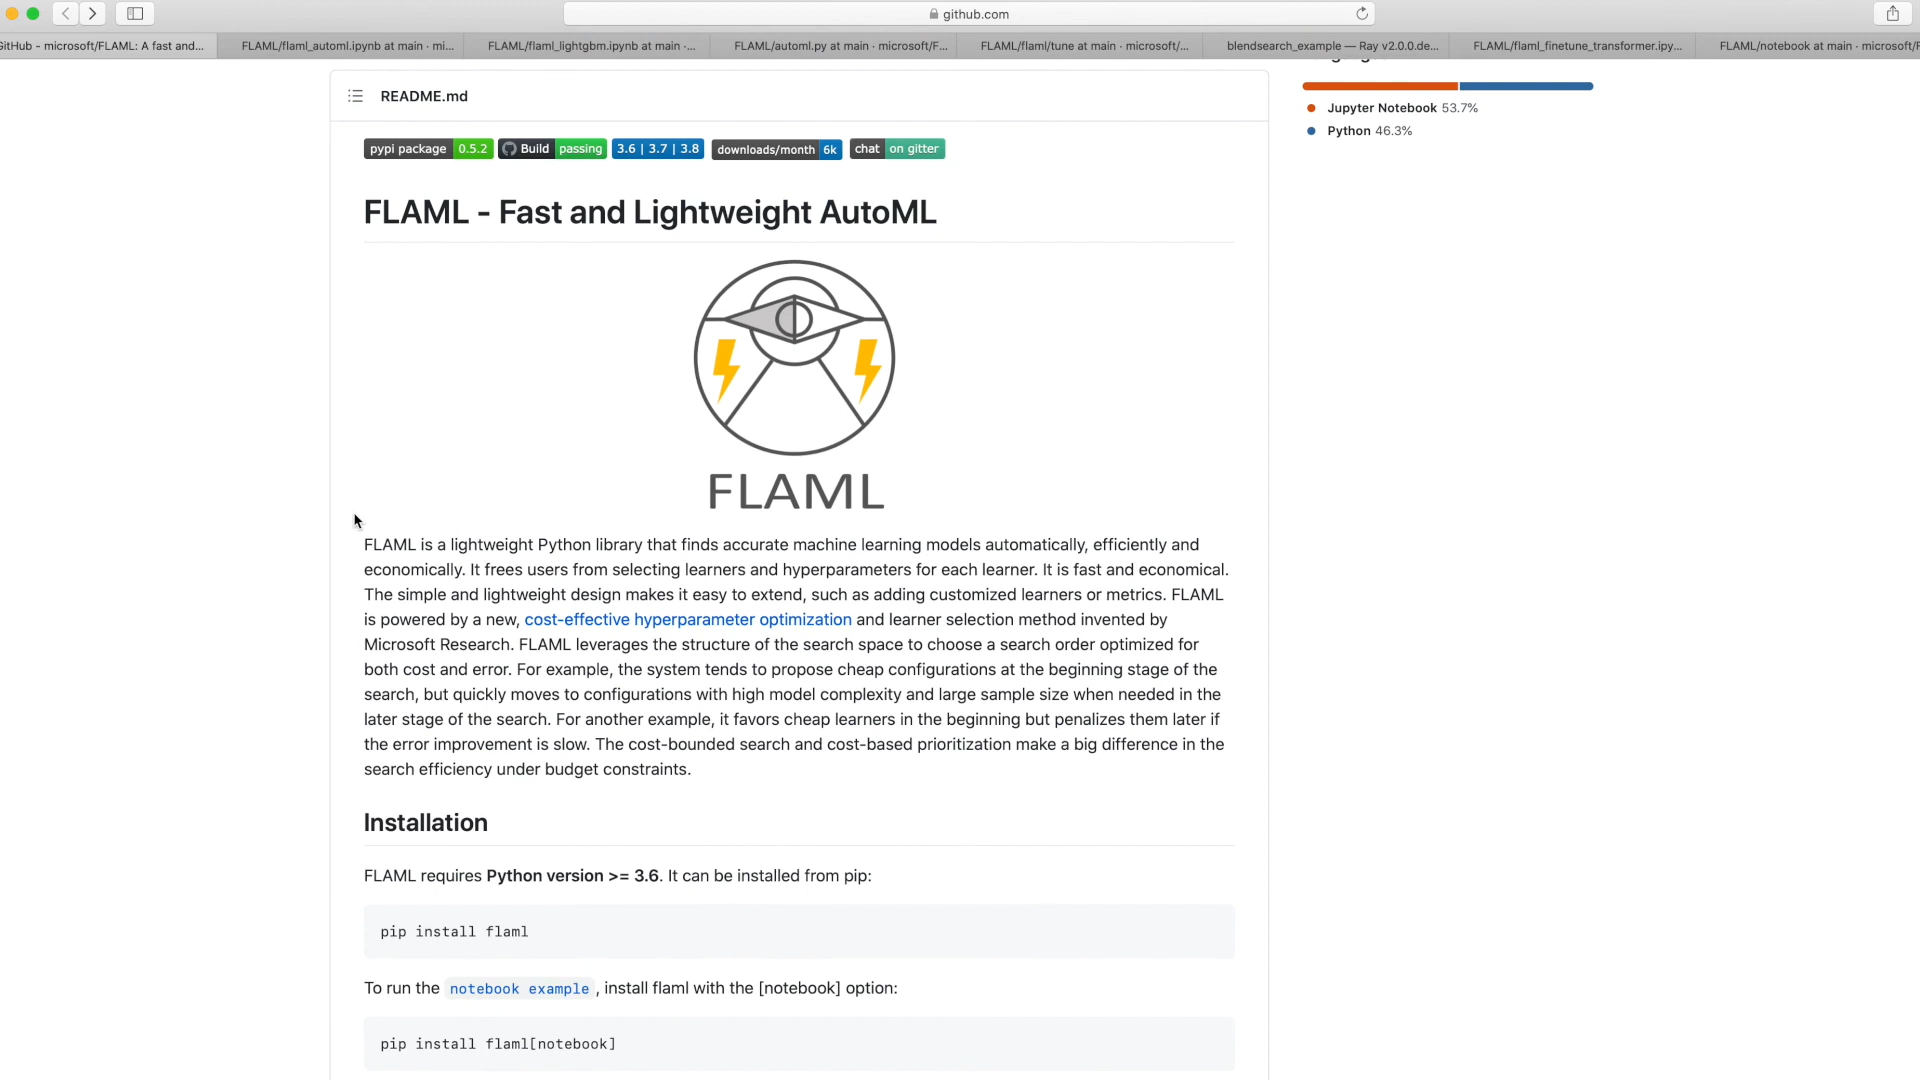 github.com
GitHub - microsoft/FLAML: A fast and...
FLAML/flaml_automl.ipynb at main · mi...
FLAML/flaml_lightgbm.ipynb at main ·...
FLAML/automl.py at main · microsoft/F...
FLAML/flaml/tune at main · microsoft/...
blendsearch_example — Ray v2.0.0.de...
FLAML/flaml_finetune_transformer.ipy...
FLAML/notebook at main · microsoft/F
README.md
Jupyter Notebook 53.7%
Python 46.3%
pypi package 0.5.2 Build passing 3.6 | 3.7 | 3.8 downloads/month 6k chat on gitter
FLAML - Fast and Lightweight AutoML
FLAML
FLAML is a lightweight Python library that finds accurate machine learning models automatically, efficiently and
economically. It frees users from selecting learners and hyperparameters for each learner. It is fast and economical.
The simple and lightweight design makes it easy to extend, such as adding customized learners or metrics. FLAML
is powered by a new, cost-effective hyperparameter optimization and learner selection method invented by
Microsoft Research. FLAML leverages the structure of the search space to choose a search order optimized for
both cost and error. For example, the system tends to propose cheap configurations at the beginning stage of the
search, but quickly moves to configurations with high model complexity and large sample size when needed in the
later stage of the search. For another example, it favors cheap learners in the beginning but penalizes them later if
the error improvement is slow. The cost-bounded search and cost-based prioritization make a big difference in the
search efficiency under budget constraints.
Installation
FLAML requires Python version >= 3.6. It can be installed from pip:
pip install flaml
To run the notebook example, install flaml with the [notebook] option:
pip install flaml[notebook]